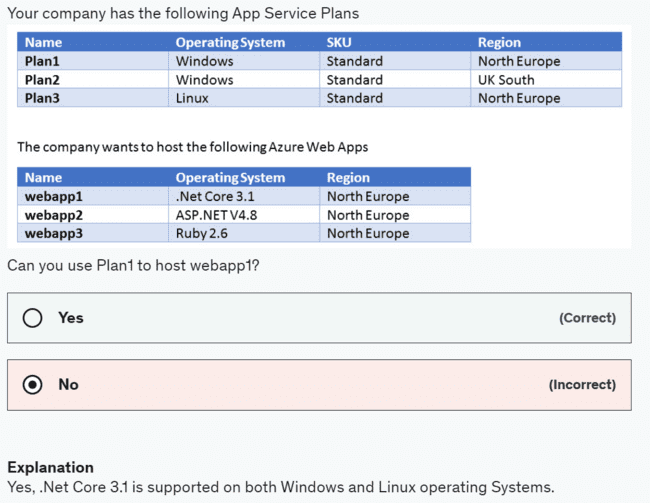 Your company has the following App Service Plans
Name Operating System SKU Region
Plan1 Windows Standard North Europe
Plan2 Windows Standard UK South
Plan3 Linux Standard North Europe
The company wants to host the following Azure Web Apps
Name Operating System Region
webapp1 .Net Core 3.1 North Europe
webapp2 ASP.NET V4.8 North Europe
webapp3 Ruby 2.6 North Europe
Can you use Plan1 to host webapp1?
Yes (Correct)
No (Incorrect)
Explanation
Yes, .Net Core 3.1 is supported on both Windows and Linux operating Systems.